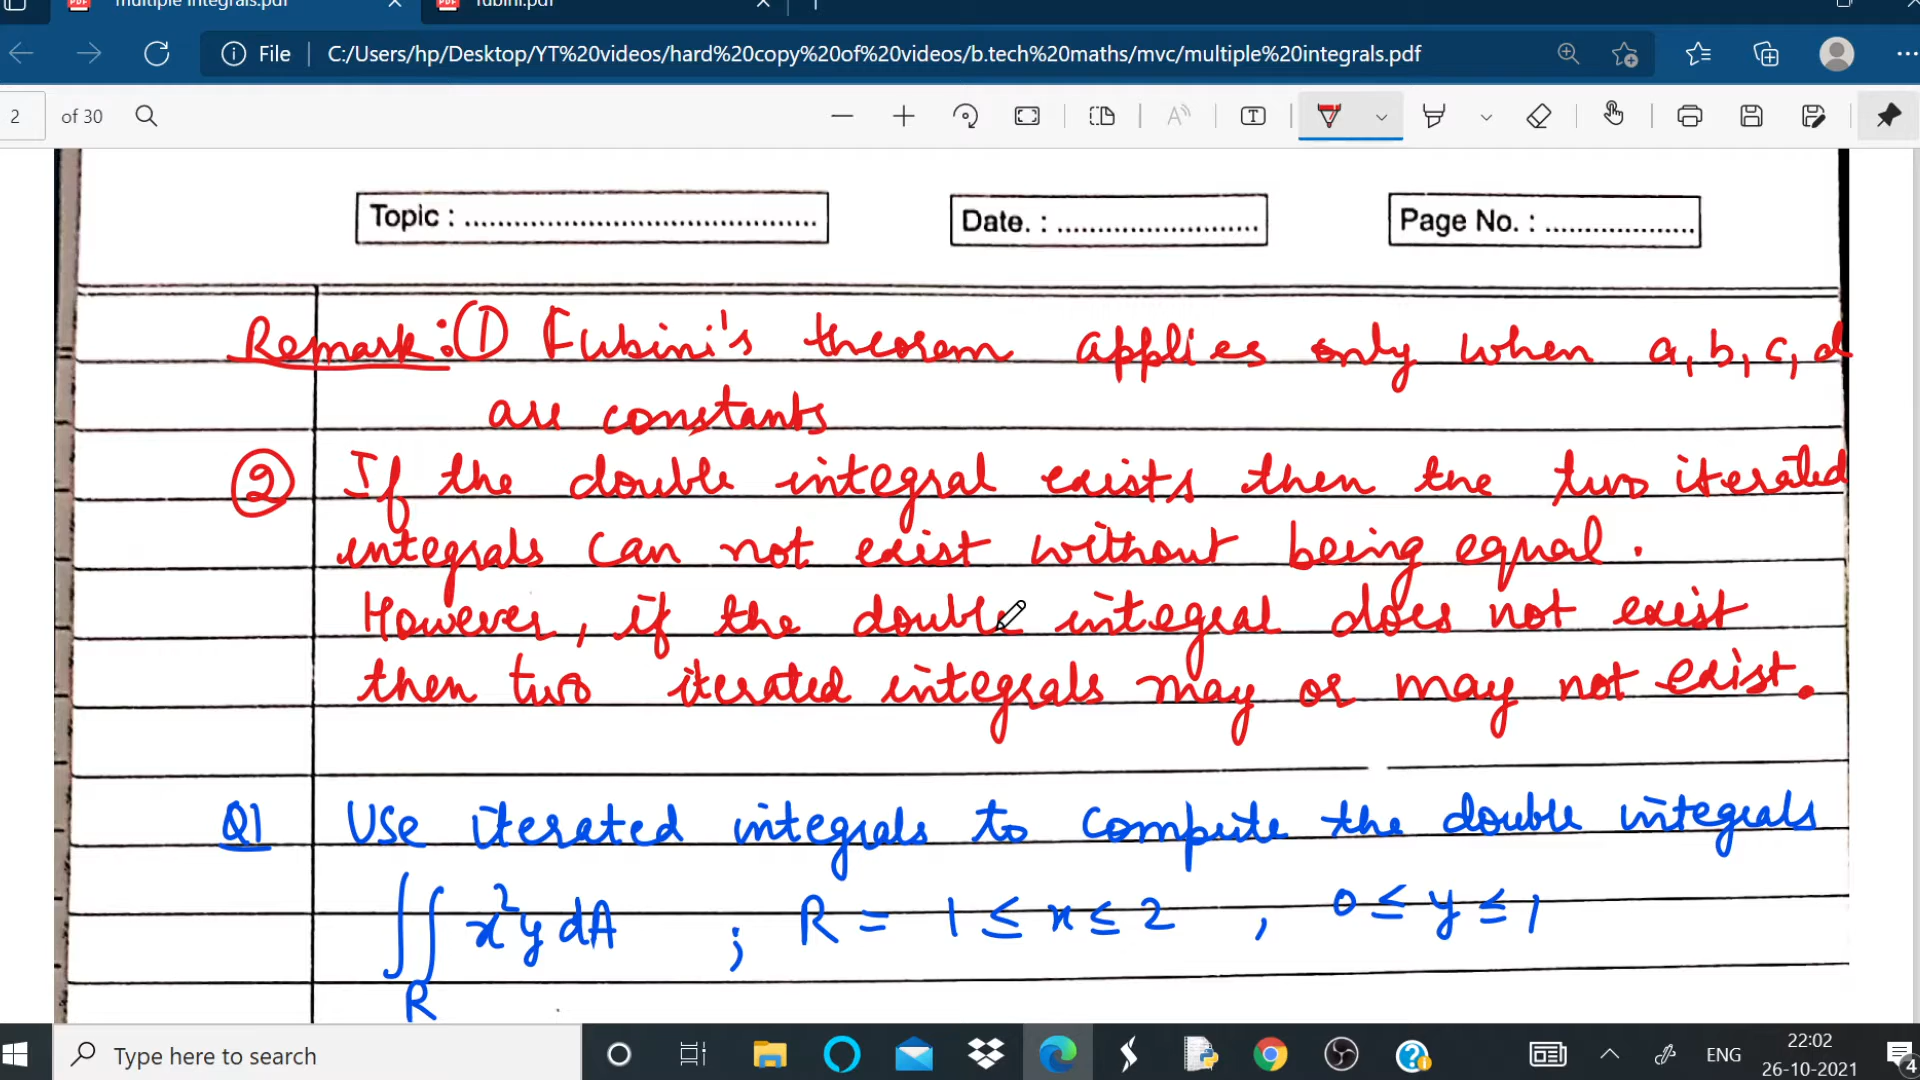 multiple integrals.pdf
fubini.pdf
File
C:/Users/hp/Desktop/YT%20videos/hard%20copy%20of%20videos/b.tech%20maths/mvc/multiple%20integrals.pdf
2 of 30
Topic : ........................................ Date. : ......................... Page No. : ...................
Remark: ① Fubini's theorem applies only when a, b, c, d
are constants
② If the double integral exists then the two iterated
integrals can not exist without being equal.
However, if the double integral does not exist
then two iterated integrals may or may not exist.
Q1 Use iterated integrals to compute the double integrals
∬ x²y dA ; R = 1 ≤ x ≤ 2 , 0 ≤ y ≤ 1
R
Type here to search
ENG
22:02
26-10-2021
4